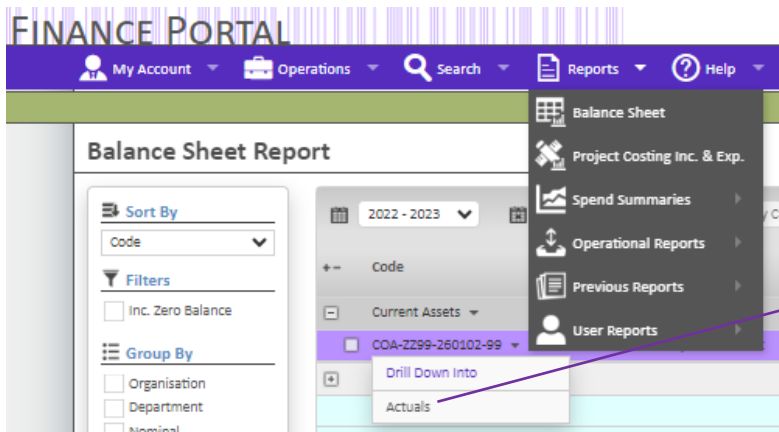 FINANCE PORTAL
My Account Operations Search Reports Help
Balance Sheet
Project Costing Inc. & Exp.
Spend Summaries
Operational Reports
Previous Reports
User Reports
Balance Sheet Report
Sort By
Code
Filters
Inc. Zero Balance
Group By
Organisation
Department
Nominal
2022 - 2023
Code
Current Assets
COA-ZZ99-260102-99
Drill Down Into
Actuals